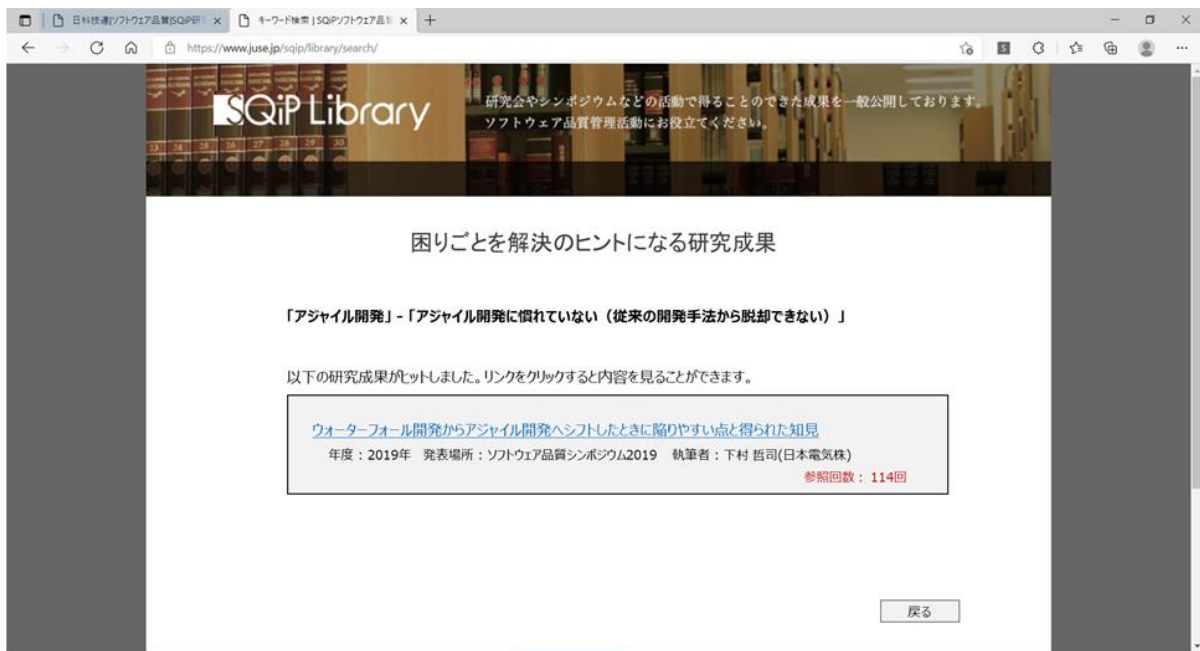 日科技連|ソフトウェア品質|SQiP研
キーワード検索 | SQiPソフトウェア品
https://www.juse.jp/sqip/library/search/
SQiP Library
研究会やシンポジウムなどの活動で得ることのできた成果を一般公開しております。
ソフトウェア品質管理活動にお役立てください。
23 24 25 26 27 28 29 30
困りごとを解決のヒントになる研究成果
「アジャイル開発」-「アジャイル開発に慣れていない（従来の開発手法から脱却できない）」
以下の研究成果がヒットしました。リンクをクリックすると内容を見ることができます。
ウォーターフォール開発からアジャイル開発へシフトしたときに陥りやすい点と得られた知見
年度：2019年 発表場所：ソフトウェア品質シンポジウム2019 執筆者：下村 哲司(日本電気株)
参照回数： 114回
戻る